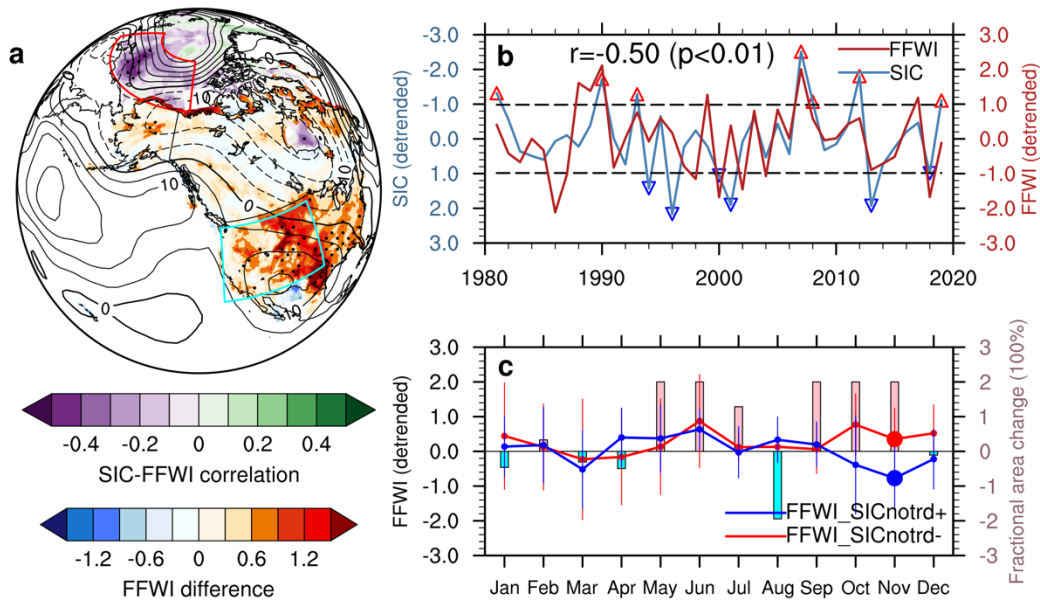 a
10
10
0
10
0
10
-0.4 -0.2 0 0.2 0.4
SIC-FFWI correlation
-1.2 -0.6 0 0.6 1.2
FFWI difference
b
r=-0.50 (p<0.01)
FFWI
SIC
SIC (detrended)
-3.0
-2.0
-1.0
0.0
1.0
2.0
3.0
FFWI (detrended)
3.0
2.0
1.0
0.0
-1.0
-2.0
-3.0
1980 1990 2000 2010 2020
c
FFWI (detrended)
3.0
2.0
1.0
0.0
-1.0
-2.0
-3.0
Fractional area change (100%)
3
2
1
0
-1
-2
-3
FFWI_SICnotrd+
FFWI_SICnotrd-
Jan Feb Mar Apr May Jun Jul Aug Sep Oct Nov Dec